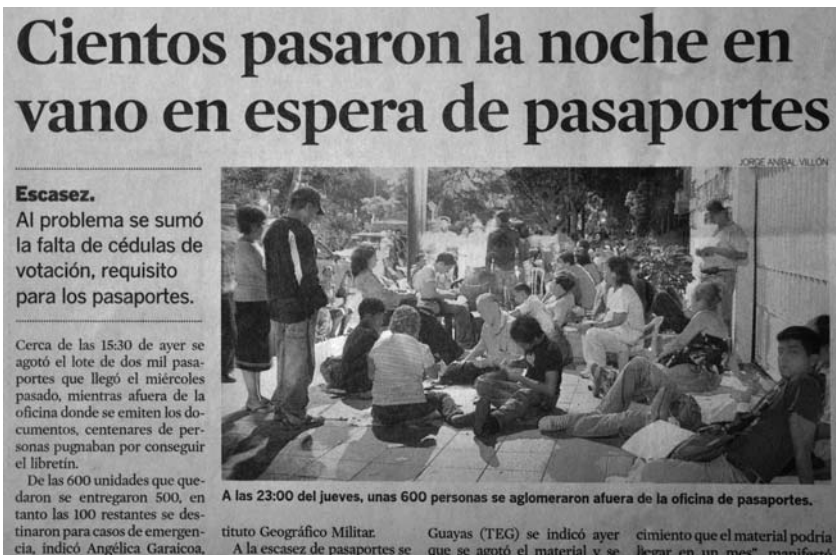 Cientos pasaron la noche en
vano en espera de pasaportes
JORGE ANÍBAL VILLÓN
Escasez.
Al problema se sumó
la falta de cédulas de
votación, requisito
para los pasaportes.
Cerca de las 15:30 de ayer se
agotó el lote de dos mil pasa-
portes que llegó el miércoles
pasado, mientras afuera de la
oficina donde se emiten los do-
cumentos, centenares de per-
sonas pugnaban por conseguir
el libretín.
De las 600 unidades que que-
daron se entregaron 500, en
tanto las 100 restantes se des-
tinaron para casos de emergen-
cia, indicó Angélica Garaicoa,
A las 23:00 del jueves, unas 600 personas se aglomeraron afuera de la oficina de pasaportes.
tituto Geográfico Militar.
A la escasez de pasaportes se
Guayas (TEG) se indicó ayer
que se agotó el material y se
cimiento que el material podría
llegar en un mes", manifes